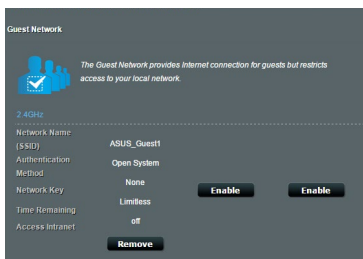 Guest Network
The Guest Network provides Internet connection for guests but restricts
access to your local network.
2.4GHz
Network Name
(SSID)
ASUS_Guest1
Authentication
Method
Open System
Network Key
None
Enable
Enable
Time Remaining
Limitless
Access Intranet
off
Remove